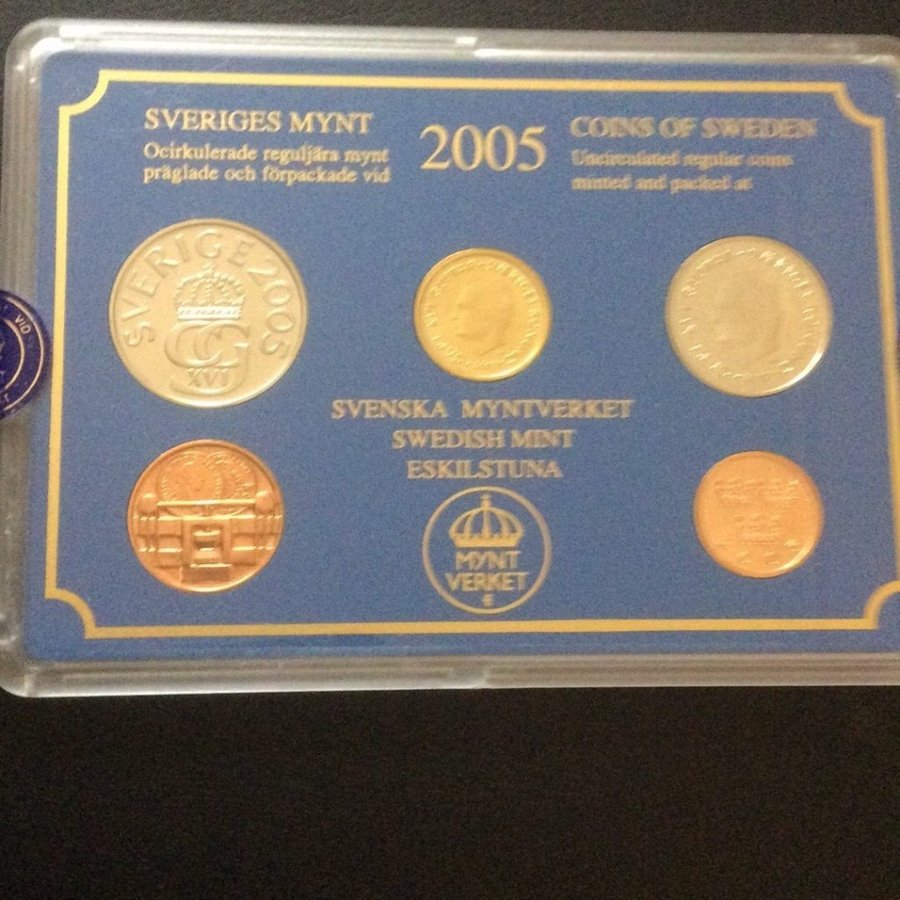 SVERIGES MYNT
Ocirkulerade reguljära mynt
präglade och förpackade vid
2005
COINS OF SWEDEN
Uncirculated regular coins
minted and packed at
SVERIGE 2005
XVI
SVENSKA MYNTVERKET
SWEDISH MINT
ESKILSTUNA
MYNT
VERKET
VID